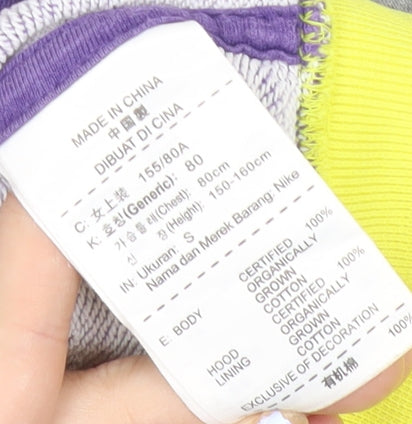 MADE IN CHINA
中国製
DIBUAT DI CINA
C: 女上装 155/80A
K: 호칭(Generic): 80
가슴둘레(Chest): 80cm
신 장(Height): 150-160cm
IN: Ukuran: S
Nama dan Merek Barang: Nike
E: BODY
CERTIFIED 100%
ORGANICALLY
GROWN
COTTON
HOOD
LINING
CERTIFIED 100%
ORGANICALLY
GROWN
COTTON
EXCLUSIVE OF DECORATION
有机棉 100%